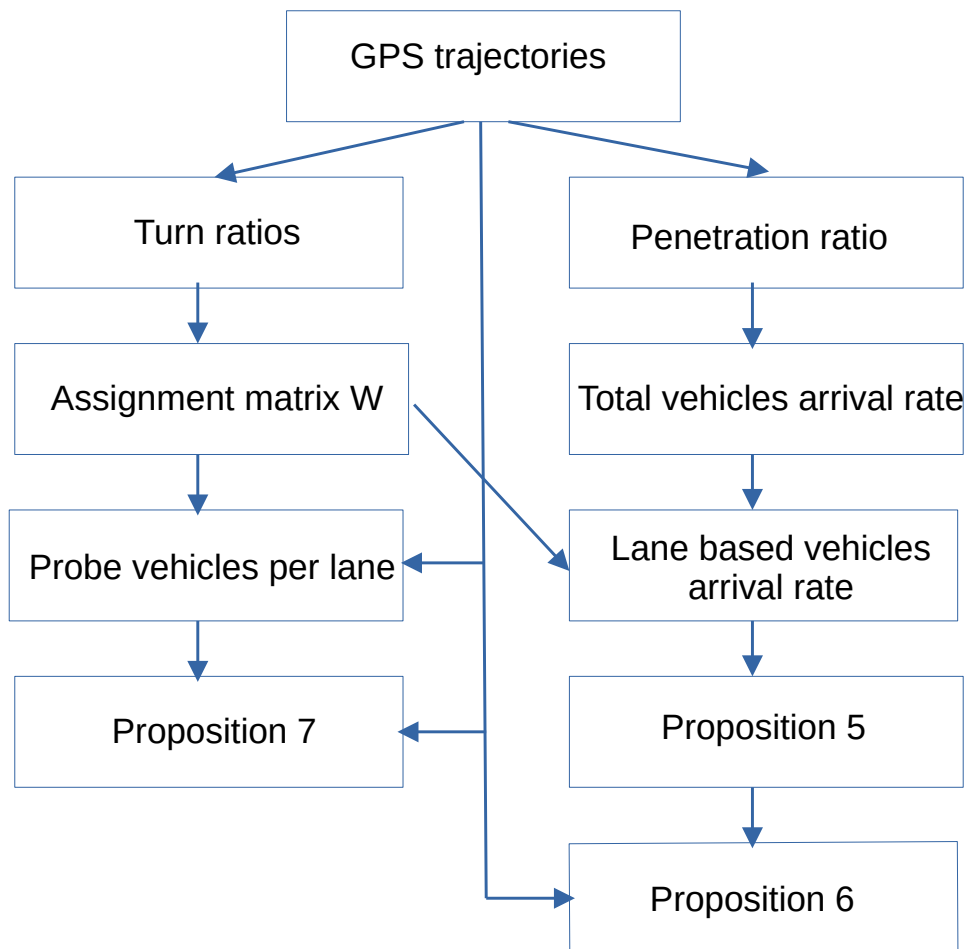 GPS trajectories
Turn ratios
Penetration ratio
Assignment matrix W
Total vehicles arrival rate
Probe vehicles per lane
Lane based vehicles
arrival rate
Proposition 7
Proposition 5
Proposition 6